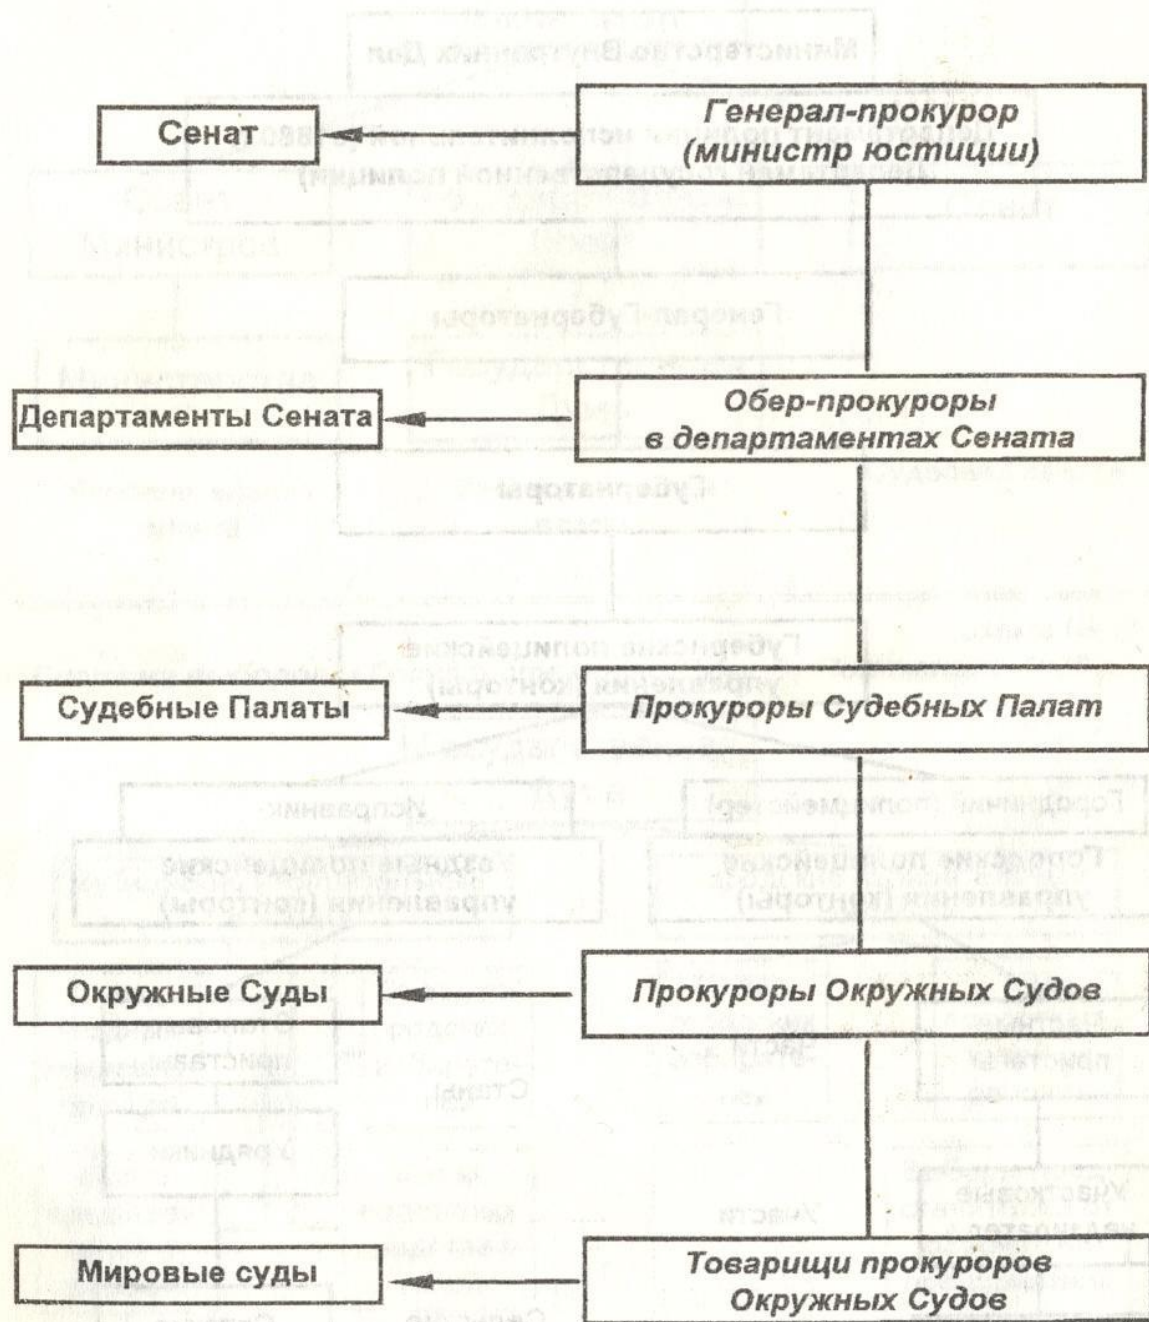 Сенат
Генерал-прокурор
(министр юстиции)
Департаменты Сената
Обер-прокуроры
в департаментах Сената
Судебные Палаты
Прокуроры Судебных Палат
Окружные Суды
Прокуроры Окружных Судов
Мировые суды
Товарищи прокуроров
Окружных Судов